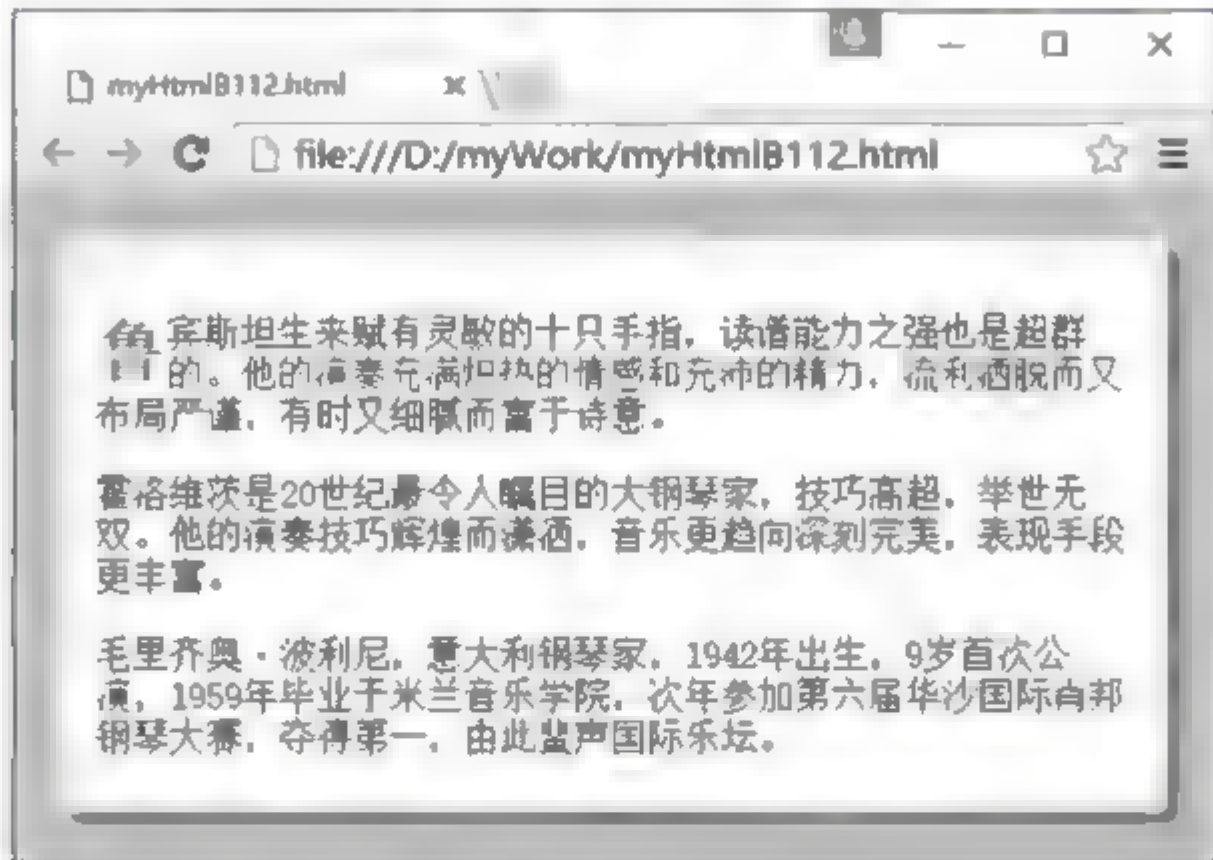 myHtmlB112.html
file:///D:/myWork/myHtmlB112.html
鲁宾斯坦生来赋有灵敏的十只手指，读谱能力之强也是超群
的。他的演奏充满炽热的情感和充沛的精力，流利洒脱而又
布局严谨，有时又细腻而富于诗意。
霍洛维茨是20世纪最令人瞩目的大钢琴家，技巧高超，举世无
双。他的演奏技巧辉煌而潇洒，音乐更趋向深刻完美，表现手段
更丰富。
毛里齐奥·波利尼，意大利钢琴家，1942年出生，9岁首次公
演，1959年毕业于米兰音乐学院，次年参加第六届华沙国际肖邦
钢琴大赛，夺得第一，由此蜚声国际乐坛。